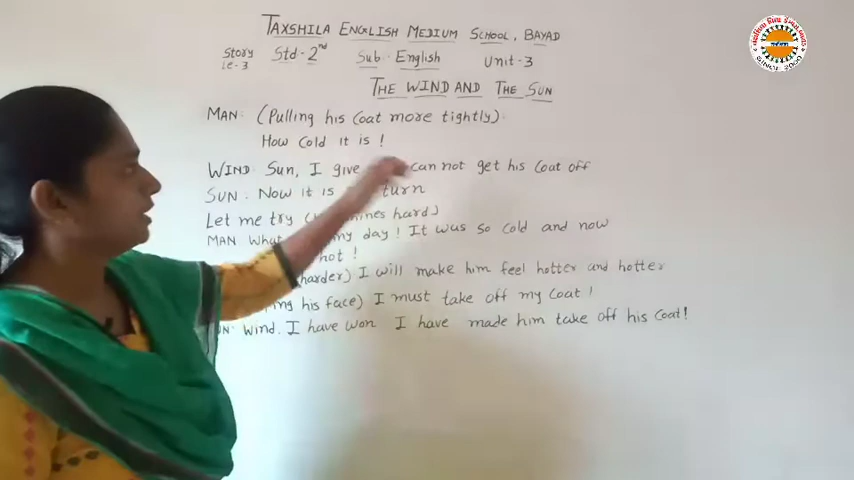 TAXSHILA ENGLISH MEDIUM SCHOOL, BAYAD
Story Std-2nd Sub. English Unit-3
Le-3
THE WIND AND THE SUN
MAN: (Pulling his Coat more tightly)
How Cold it is!
WIND: Sun, I give can not get his Coat off
SUN: Now it is turn
Let me try hard)
MAN day! It was so cold and now
hot!
harder) I will make him feel hotter and hotter
his face) I must take off my Coat!
Wind. I have won I have made him take off his Coat!